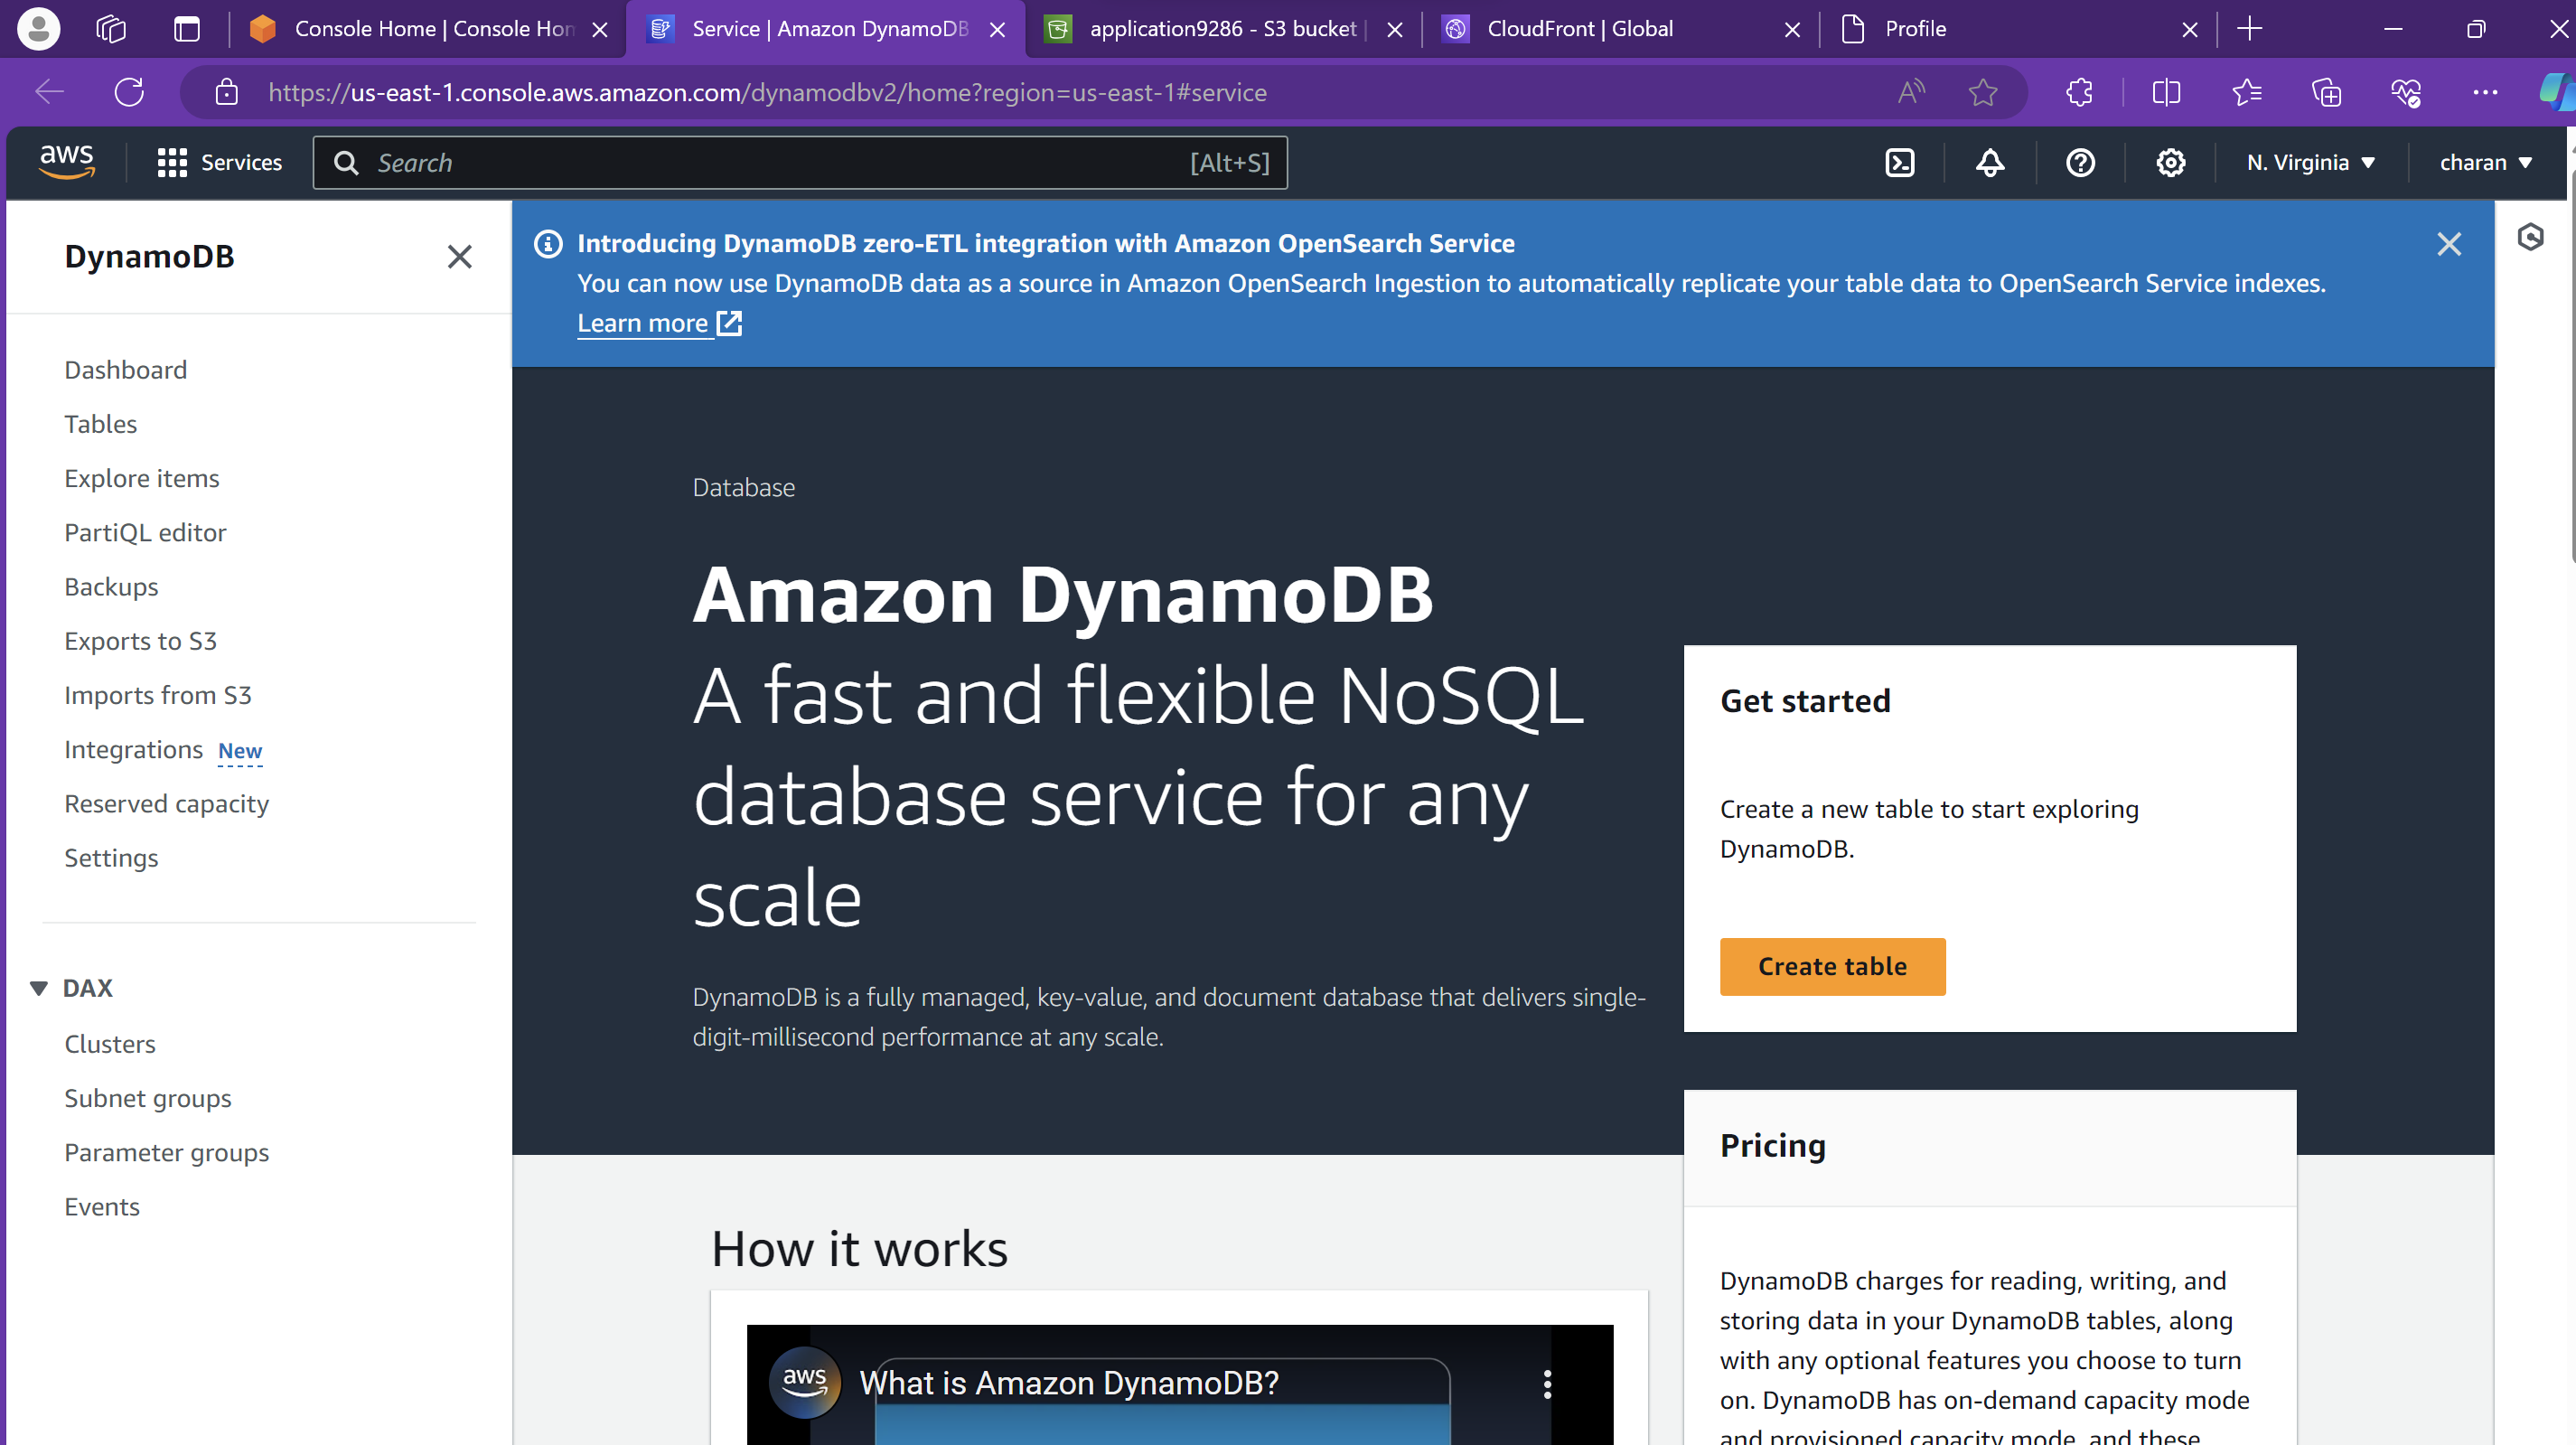 Console Home | Console Hom
Service | Amazon DynamoDB
application9286 - S3 bucket |
CloudFront | Global
Profile
https://us-east-1.console.aws.amazon.com/dynamodbv2/home?region=us-east-1#service
aws
Services
Search
[Alt+S]
N. Virginia
charan
DynamoDB
Dashboard
Tables
Explore items
PartiQL editor
Backups
Exports to S3
Imports from S3
Integrations New
Reserved capacity
Settings
DAX
Clusters
Subnet groups
Parameter groups
Events
Introducing DynamoDB zero-ETL integration with Amazon OpenSearch Service
You can now use DynamoDB data as a source in Amazon OpenSearch Ingestion to automatically replicate your table data to OpenSearch Service indexes.
Learn more
Database
Amazon DynamoDB
A fast and flexible NoSQL
database service for any
scale
DynamoDB is a fully managed, key-value, and document database that delivers single-
digit-millisecond performance at any scale.
Get started
Create a new table to start exploring
DynamoDB.
Create table
How it works
aws
What is Amazon DynamoDB?
Pricing
DynamoDB charges for reading, writing, and
storing data in your DynamoDB tables, along
with any optional features you choose to turn
on. DynamoDB has on-demand capacity mode
and provisioned capacity mode, and these